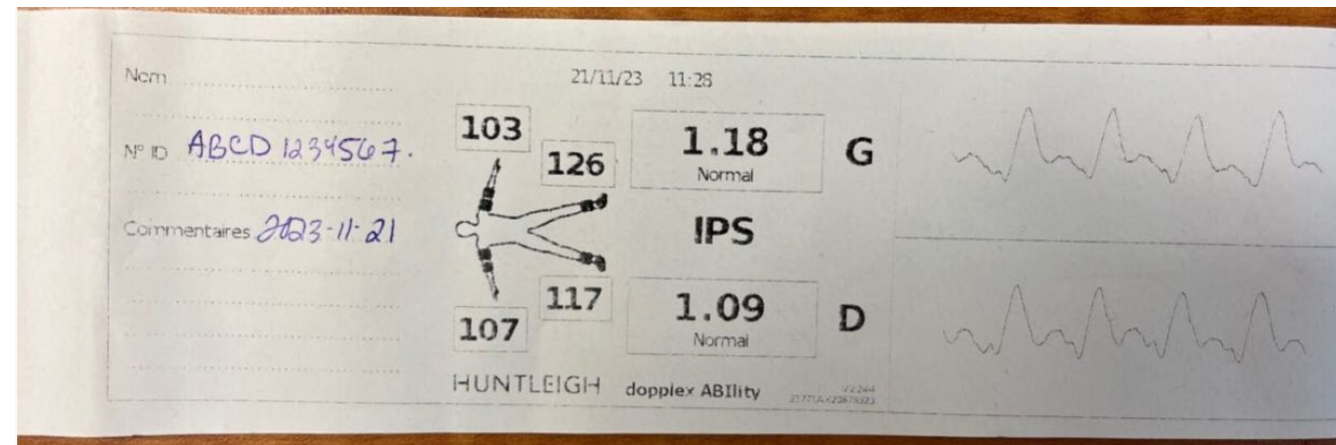 Nom
21/11/23 11:28
103
1.18
Normal
G
126
N° ID ABCD 1234567.
Commentaires 2023-11-21
IPS
117
1.09
Normal
D
107
HUNTLEIGH dopplex ABIlity